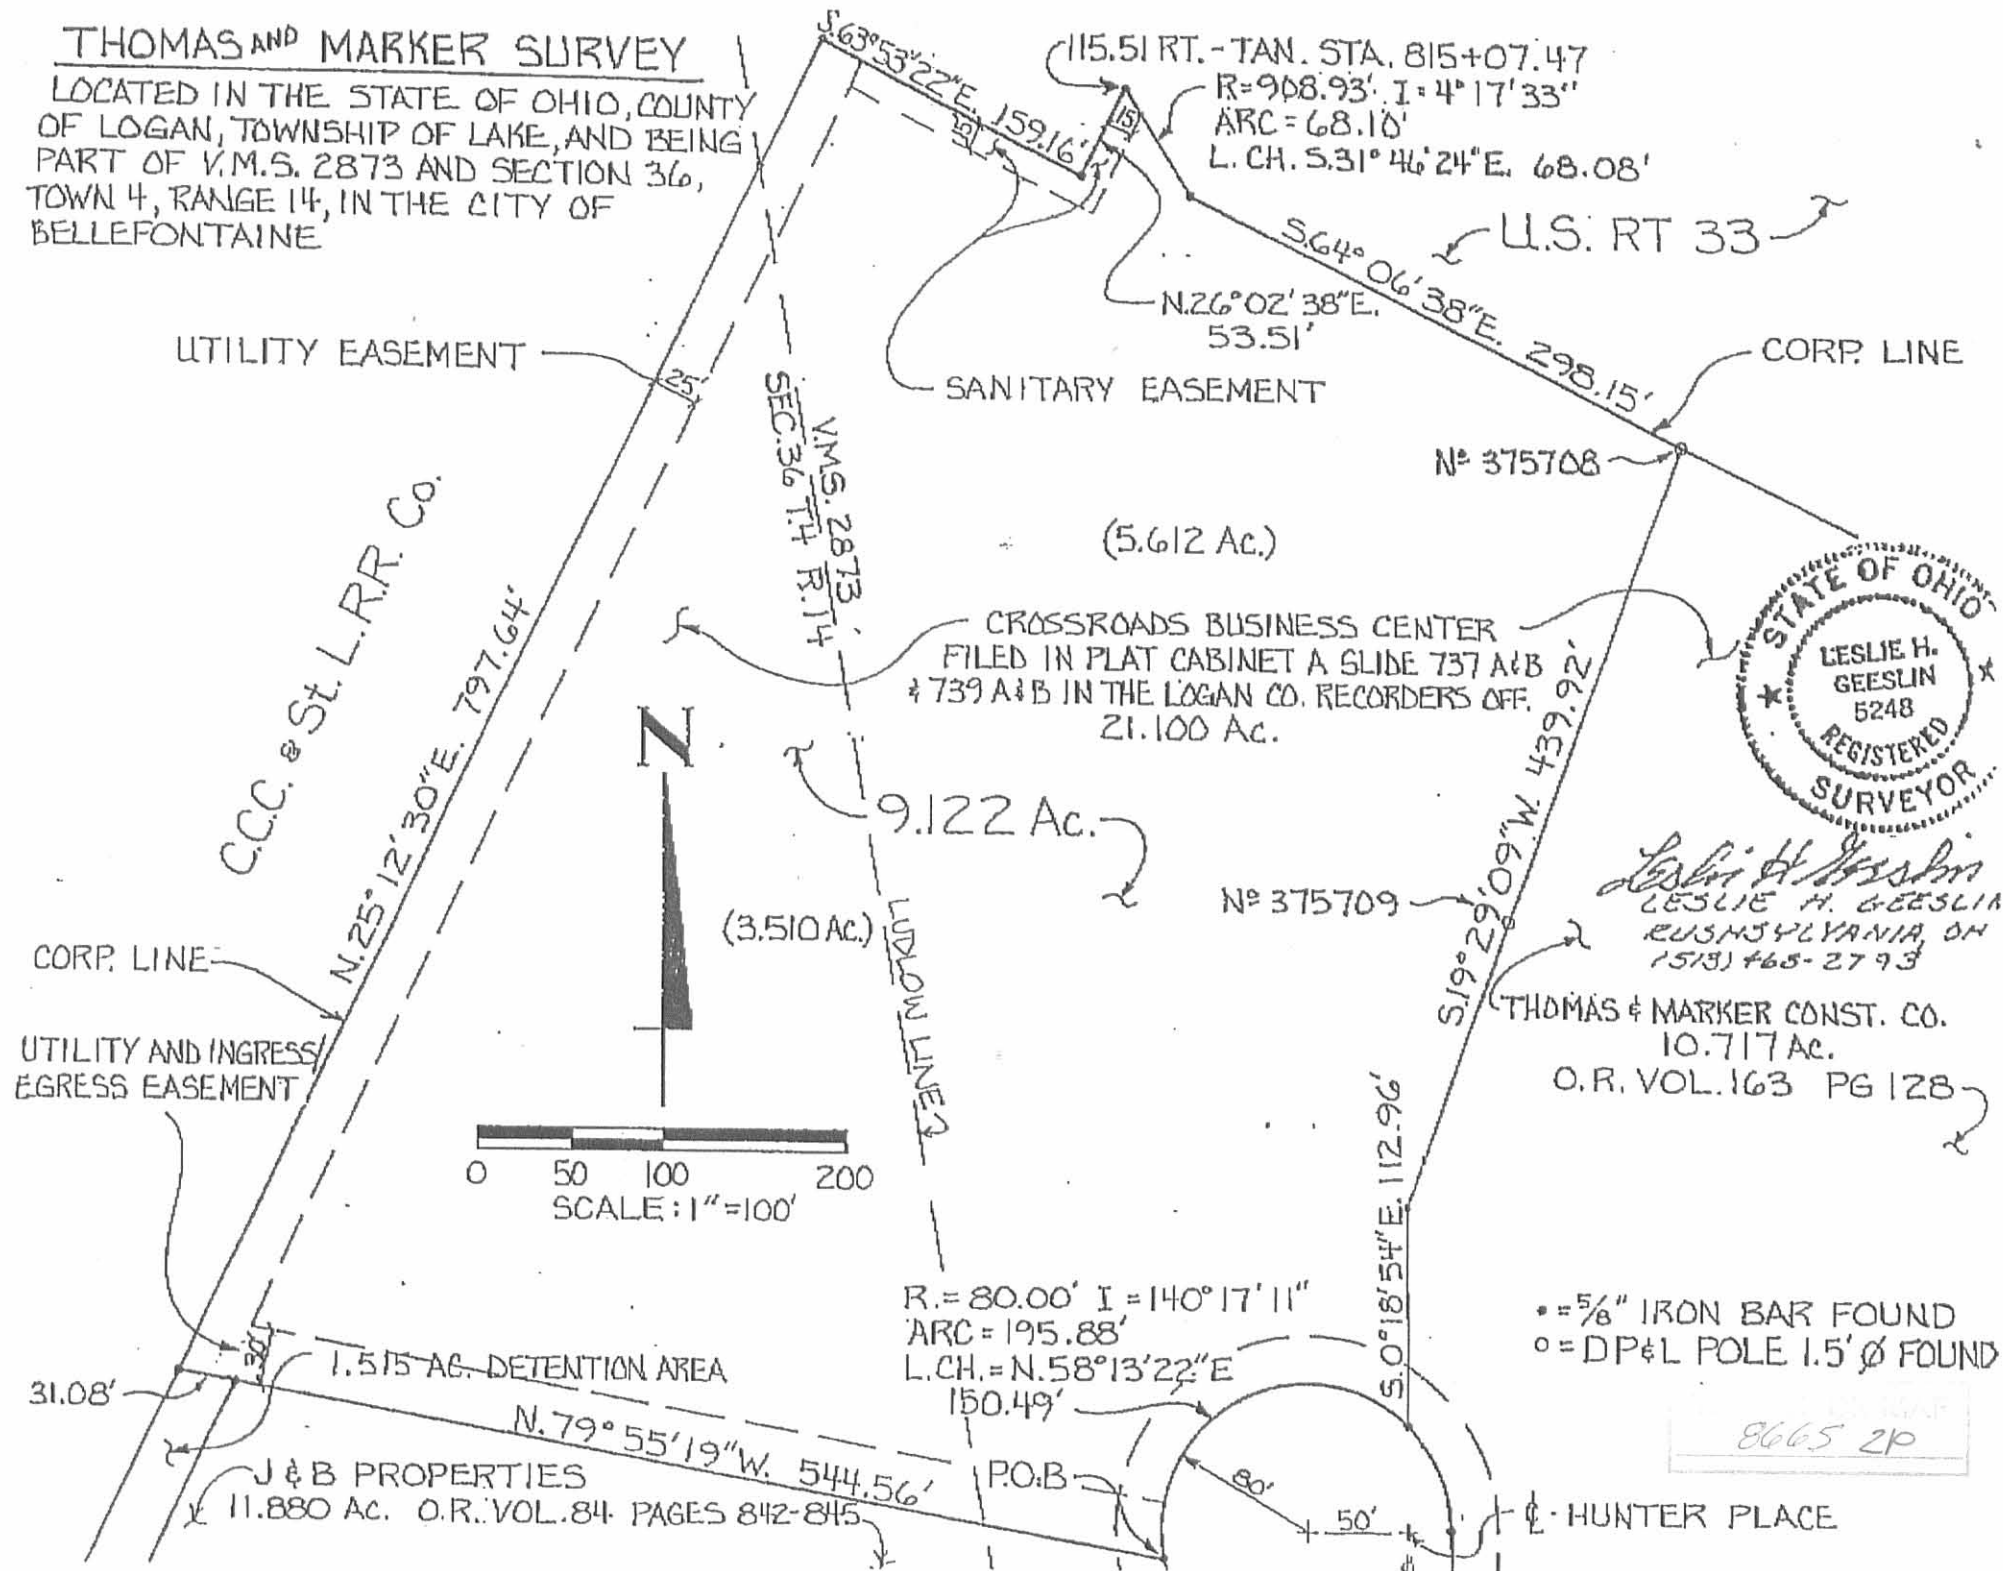 THOMAS AND MARKER SURVEY
LOCATED IN THE STATE OF OHIO, COUNTY
OF LOGAN, TOWNSHIP OF LAKE, AND BEING
PART OF V.M.S. 2873 AND SECTION 36,
TOWN 4, RANGE 14, IN THE CITY OF
BELLEFONTAINE
S.63°53'22"E. 159.16'
115.51 RT.-TAN. STA. 815+07.47
R=908.93' I=4°17'33"
ARC=68.10'
L. CH. S.31°46'24"E. 68.08'
15'
15'
U.S. RT 33
S.64°06'38"E. 298.15'
N.26°02'38"E.
53.51'
UTILITY EASEMENT
25'
SANITARY EASEMENT
CORP. LINE
Nº 375708
V.M.S. 2873
SEC.36 T.4 R.14
(5.612 Ac.)
C.C.C. & St. L.R.R. Co.
N.25°12'30"E. 797.64'
CROSSROADS BUSINESS CENTER
FILED IN PLAT CABINET A SLIDE 737 A&B
& 739 A&B IN THE LOGAN CO. RECORDERS OFF.
21.100 Ac.
STATE OF OHIO
LESLIE H.
GEESLIN
5248
REGISTERED
SURVEYOR
N
9.122 Ac.
S.19°29'09"W. 439.92'
Leslie H Geeslin
LESLIE H. GEESLIN
RUSHSYLVANIA, OH
(513) 468-2793
Nº 375709
(3.510 Ac.)
LUDLOW LINE
CORP. LINE
THOMAS & MARKER CONST. CO.
10.717 AC.
O.R. VOL. 163 PG 128
UTILITY AND INGRESS/
EGRESS EASEMENT
0 50 100 200
SCALE: 1"=100'
S.0°18'54"E. 112.96'
R.=80.00' I=140°17'11"
ARC=195.88'
L.CH.=N.58°13'22"E
150.49'
•=5/8" IRON BAR FOUND
o=DP&L POLE 1.5'Ø FOUND
30'
1.515 AC. DETENTION AREA
31.08'
N.79°55'19"W. 544.56'
8665 2P
J & B PROPERTIES
11.880 AC. O.R. VOL.84 PAGES 842-845
P.O.B
80'
50'
℄ HUNTER PLACE